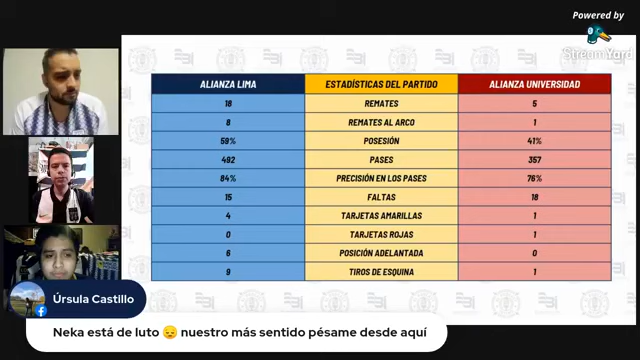 Powered by
StreamYard
ALIANZA LIMA ESTADÍSTICAS DEL PARTIDO ALIANZA UNIVERSIDAD
18 REMATES 5
8 REMATES AL ARCO 1
59% POSESIÓN 41%
492 PASES 357
84% PRECISIÓN EN LOS PASES 76%
15 FALTAS 18
4 TARJETAS AMARILLAS 1
0 TARJETAS ROJAS 1
6 POSICIÓN ADELANTADA 0
9 TIROS DE ESQUINA 1
Úrsula Castillo
Neka está de luto 😔 nuestro más sentido pésame desde aquí